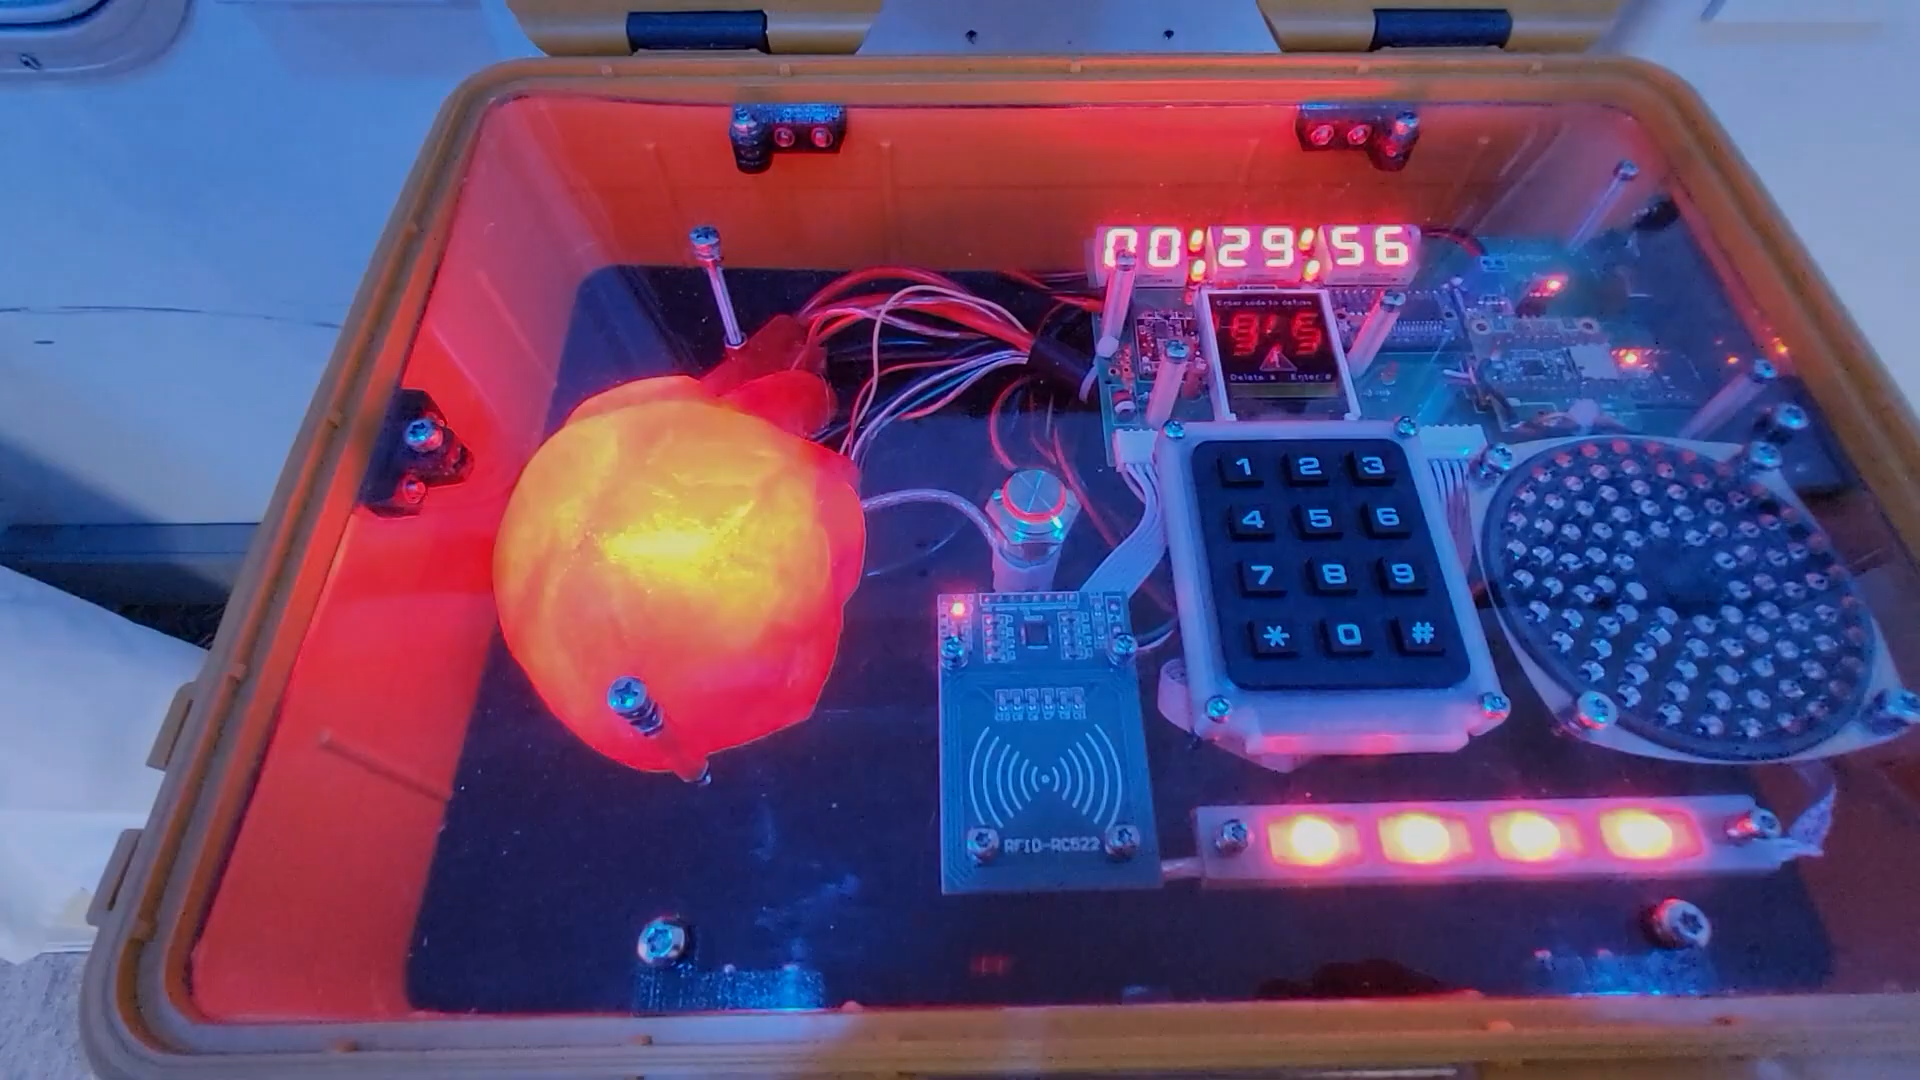 00:29:56
Enter code to defuse
Delete * Enter #
1 2 3
4 5 6
7 8 9
* 0 #
RFID-RC522